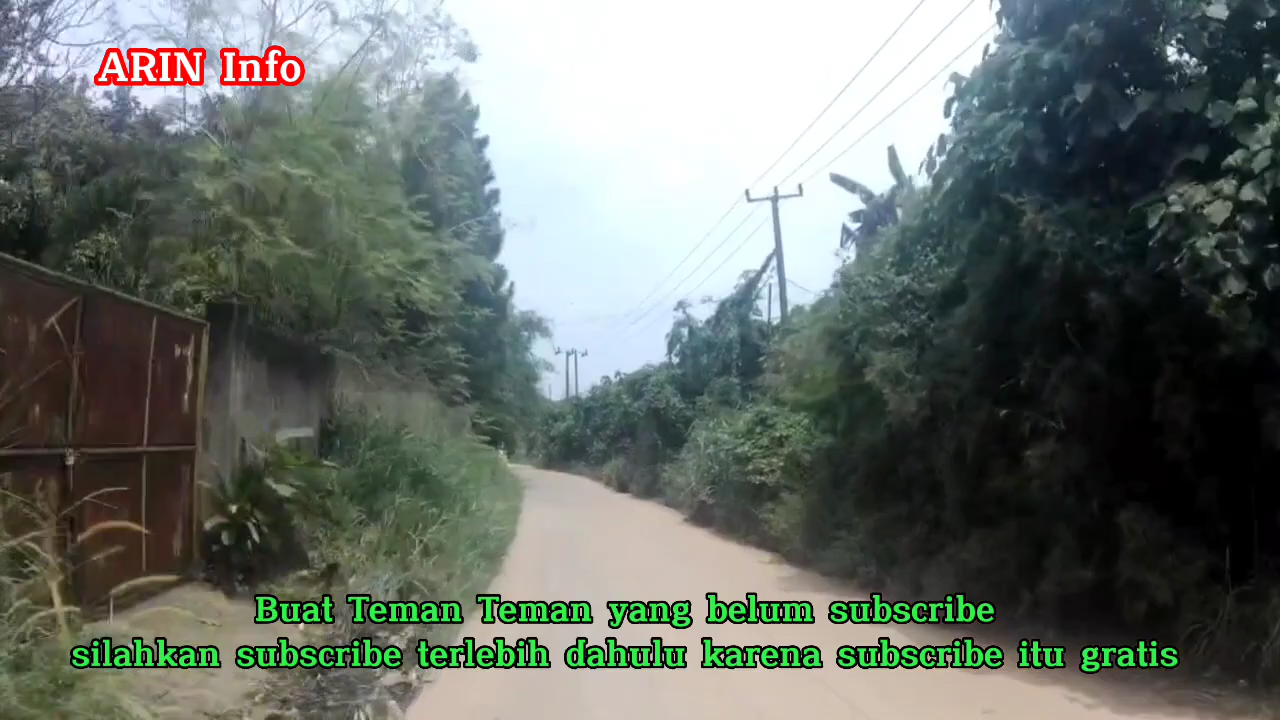 ARIN Info
Buat Teman Teman yang belum subscribe
silahkan subscribe terlebih dahulu karena subscribe itu gratis